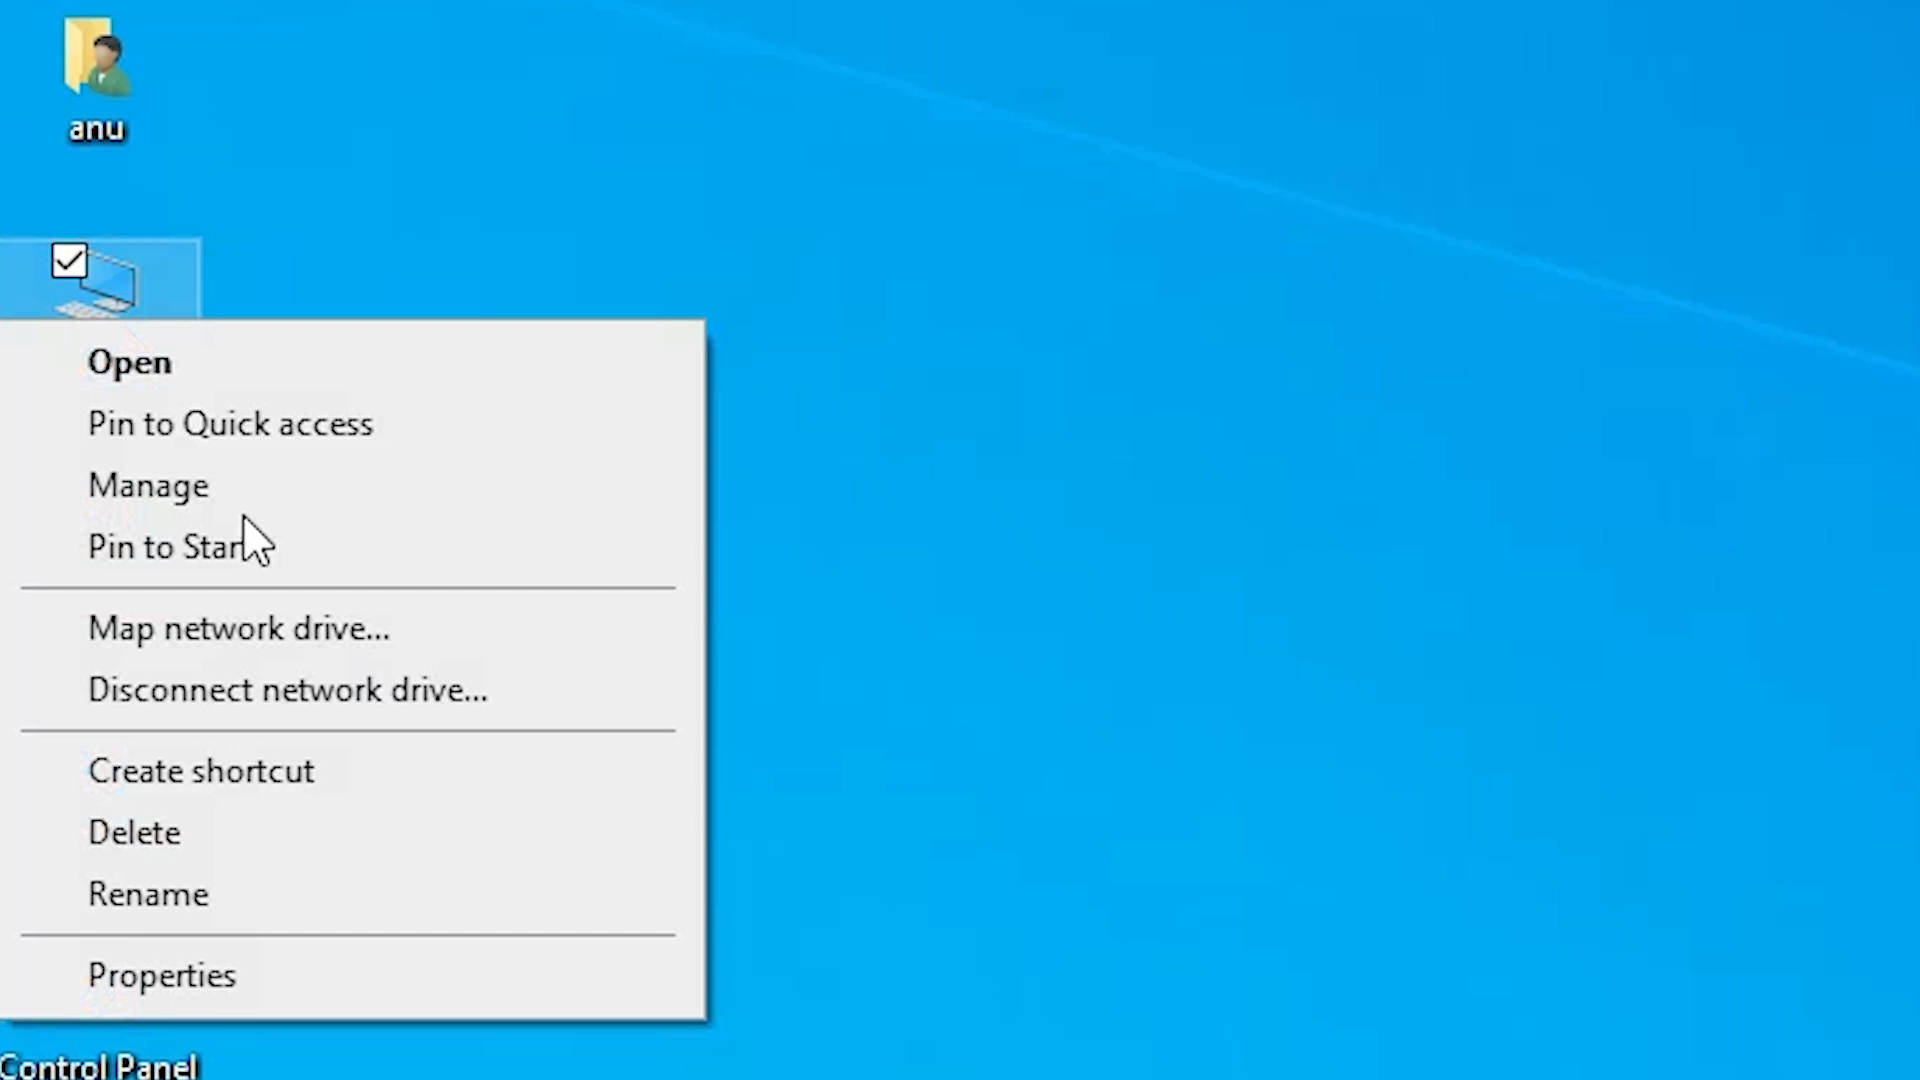 anu
Open
Pin to Quick access
Manage
Pin to Start
Map network drive...
Disconnect network drive...
Create shortcut
Delete
Rename
Properties
Control Panel